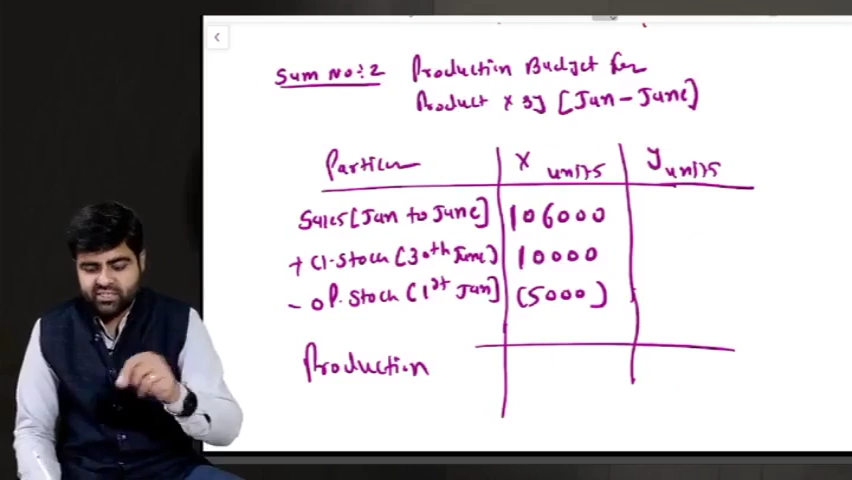 Sum No: 2 Production Budget for
Product x & y [Jan - June]
Particular x units y units
Sales [Jan to June] 106000
+ Cl. Stock (30th June) 10000
- OP. Stock (1st Jan] (5000)
Production